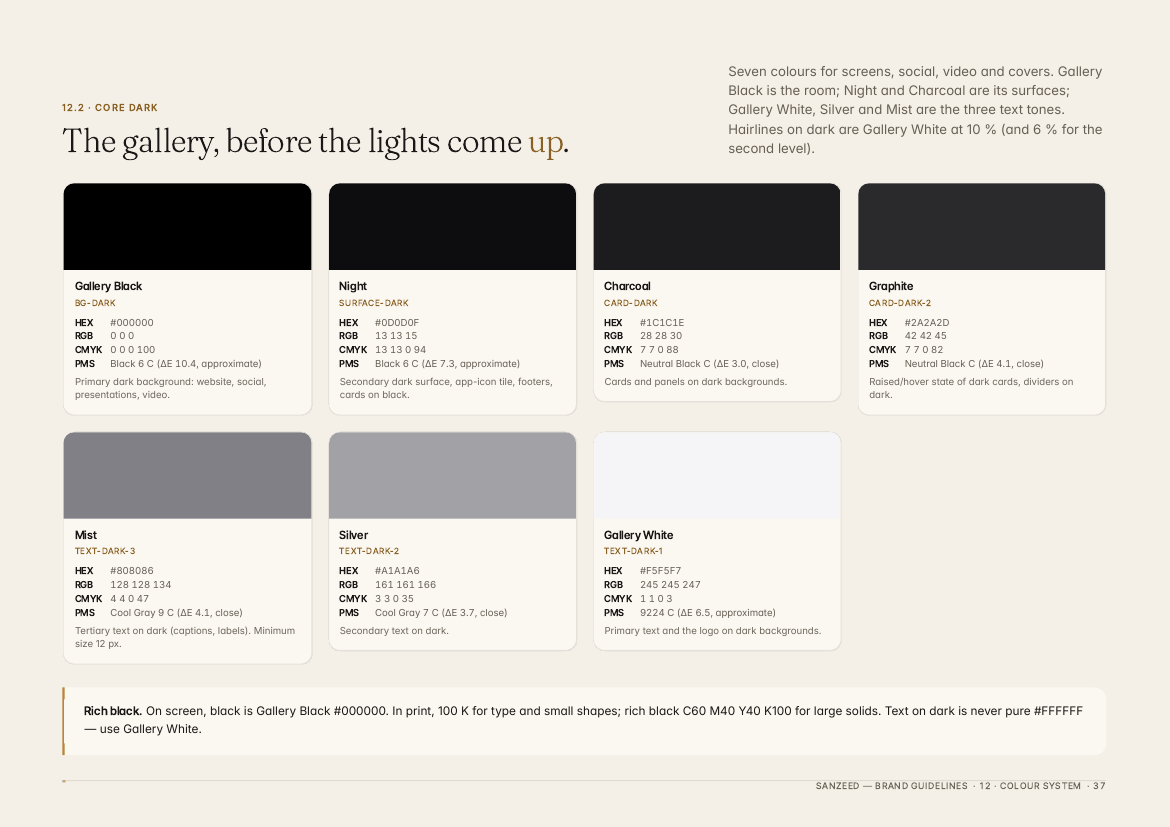 12.2 · CORE DARK
The gallery, before the lights come up.
Seven colours for screens, social, video and covers. Gallery
Black is the room; Night and Charcoal are its surfaces;
Gallery White, Silver and Mist are the three text tones.
Hairlines on dark are Gallery White at 10 % (and 6 % for the
second level).
Gallery Black
BG-DARK
HEX #000000
RGB 0 0 0
CMYK 0 0 0 100
PMS Black 6 C (ΔE 10.4, approximate)
Primary dark background: website, social,
presentations, video.
Night
SURFACE-DARK
HEX #0D0D0F
RGB 13 13 15
CMYK 13 13 0 94
PMS Black 6 C (ΔE 7.3, approximate)
Secondary dark surface, app-icon tile, footers,
cards on black.
Charcoal
CARD-DARK
HEX #1C1C1E
RGB 28 28 30
CMYK 7 7 0 88
PMS Neutral Black C (ΔE 3.0, close)
Cards and panels on dark backgrounds.
Graphite
CARD-DARK-2
HEX #2A2A2D
RGB 42 42 45
CMYK 7 7 0 82
PMS Neutral Black C (ΔE 4.1, close)
Raised/hover state of dark cards, dividers on
dark.
Mist
TEXT-DARK-3
HEX #808086
RGB 128 128 134
CMYK 4 4 0 47
PMS Cool Gray 9 C (ΔE 4.1, close)
Tertiary text on dark (captions, labels). Minimum
size 12 px.
Silver
TEXT-DARK-2
HEX #A1A1A6
RGB 161 161 166
CMYK 3 3 0 35
PMS Cool Gray 7 C (ΔE 3.7, close)
Secondary text on dark.
Gallery White
TEXT-DARK-1
HEX #F5F5F7
RGB 245 245 247
CMYK 1 1 0 3
PMS 9224 C (ΔE 6.5, approximate)
Primary text and the logo on dark backgrounds.
Rich black. On screen, black is Gallery Black #000000. In print, 100 K for type and small shapes; rich black C60 M40 Y40 K100 for large solids. Text on dark is never pure #FFFFFF
— use Gallery White.
SANZEED — BRAND GUIDELINES · 12 · COLOUR SYSTEM · 37